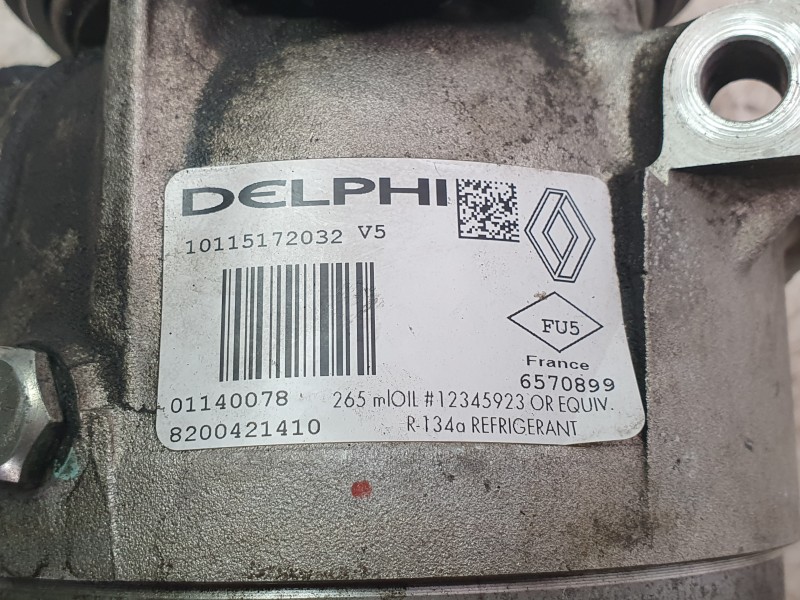 DELPHI
10115172032 V5
FU5
France
6570899
01140078
265 mlOIL #12345923 OR EQUIV.
8200421410
R-134a REFRIGERANT